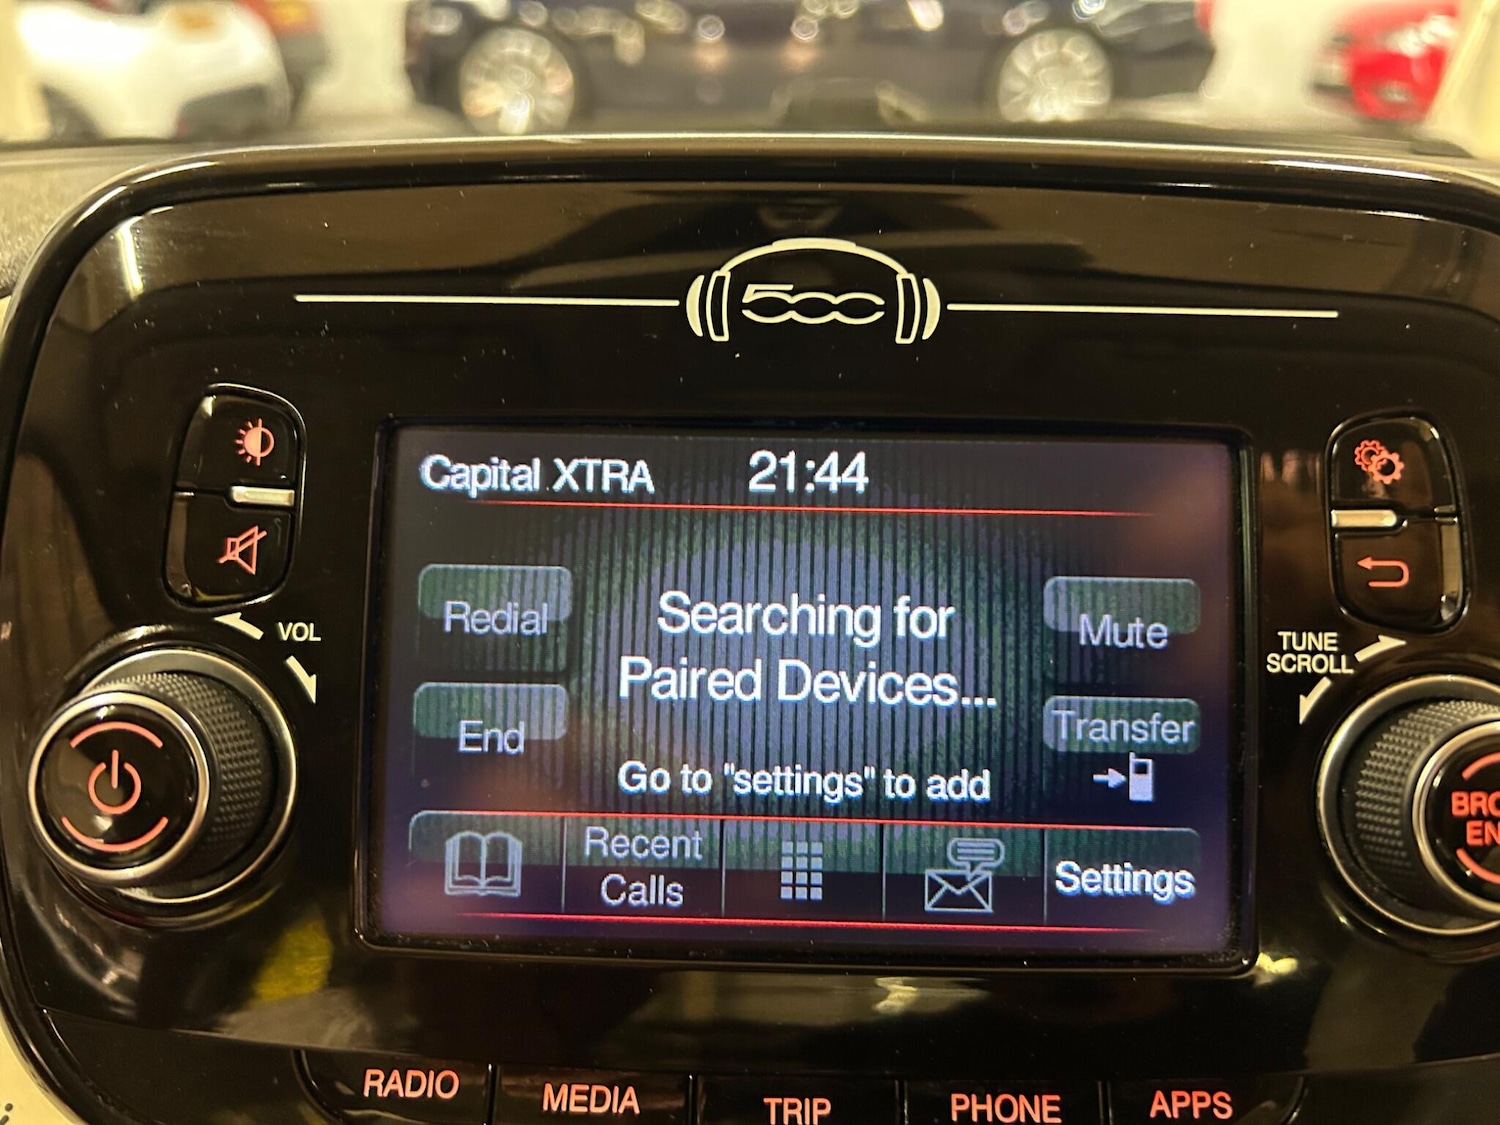 500
Capital XTRA 21:44
Redial
Searching for
Paired Devices...
Mute
End
Transfer
Go to "settings" to add
Recent
Calls
Settings
VOL
TUNE
SCROLL
RADIO
MEDIA
TRIP
PHONE
APPS